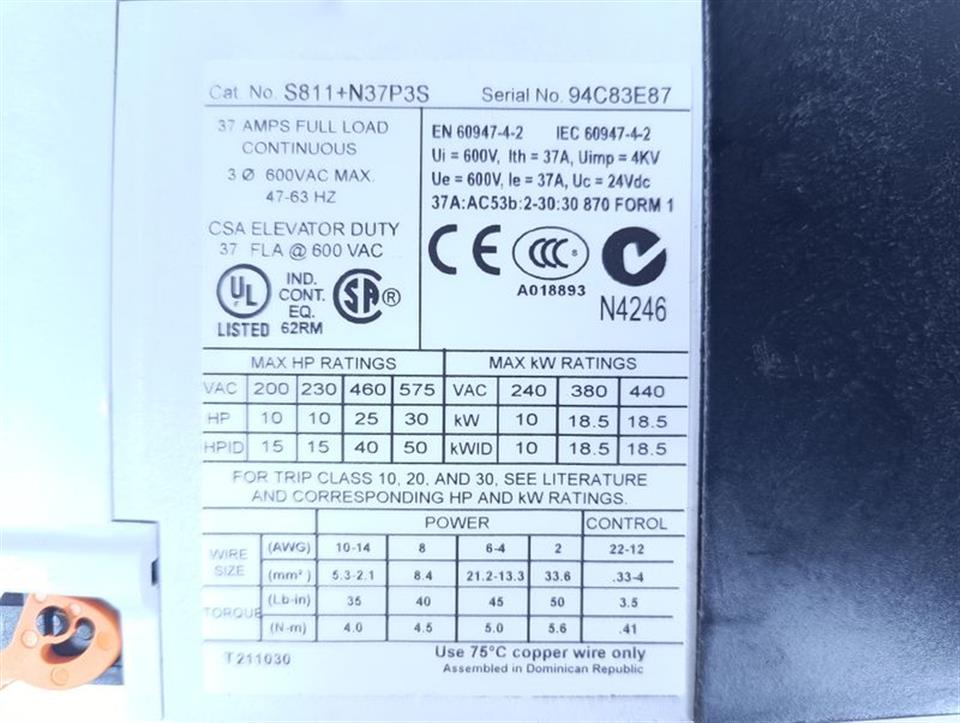 Cat. No. S811+N37P3S Serial No. 94C83E87
37 AMPS FULL LOAD
CONTINUOUS
3 Ø 600VAC MAX.
47-63 HZ
CSA ELEVATOR DUTY
37 FLA @ 600 VAC
UL
LISTED
IND.
CONT.
EQ.
62RM
SA ®
EN 60947-4-2 IEC 60947-4-2
Ui = 600V, Ith = 37A, Uimp = 4KV
Ue = 600V, Ie = 37A, Uc = 24Vdc
37A:AC53b:2-30:30 870 FORM 1
CE CCC S
A018893
N4246
MAX HP RATINGS MAX kW RATINGS
VAC 200 230 460 575 VAC 240 380 440
HP 10 10 25 30 kW 10 18.5 18.5
HPID 15 15 40 50 kWID 10 18.5 18.5
FOR TRIP CLASS 10, 20, AND 30, SEE LITERATURE
AND CORRESPONDING HP AND kW RATINGS.
POWER CONTROL
WIRE SIZE (AWG) 10-14 8 6-4 2 22-12
(mm²) 5.3-2.1 8.4 21.2-13.3 33.6 .33-4
TORQUE (Lb-in) 35 40 45 50 3.5
(N-m) 4.0 4.5 5.0 5.6 .41
T211030 Use 75°C copper wire only
Assembled in Dominican Republic